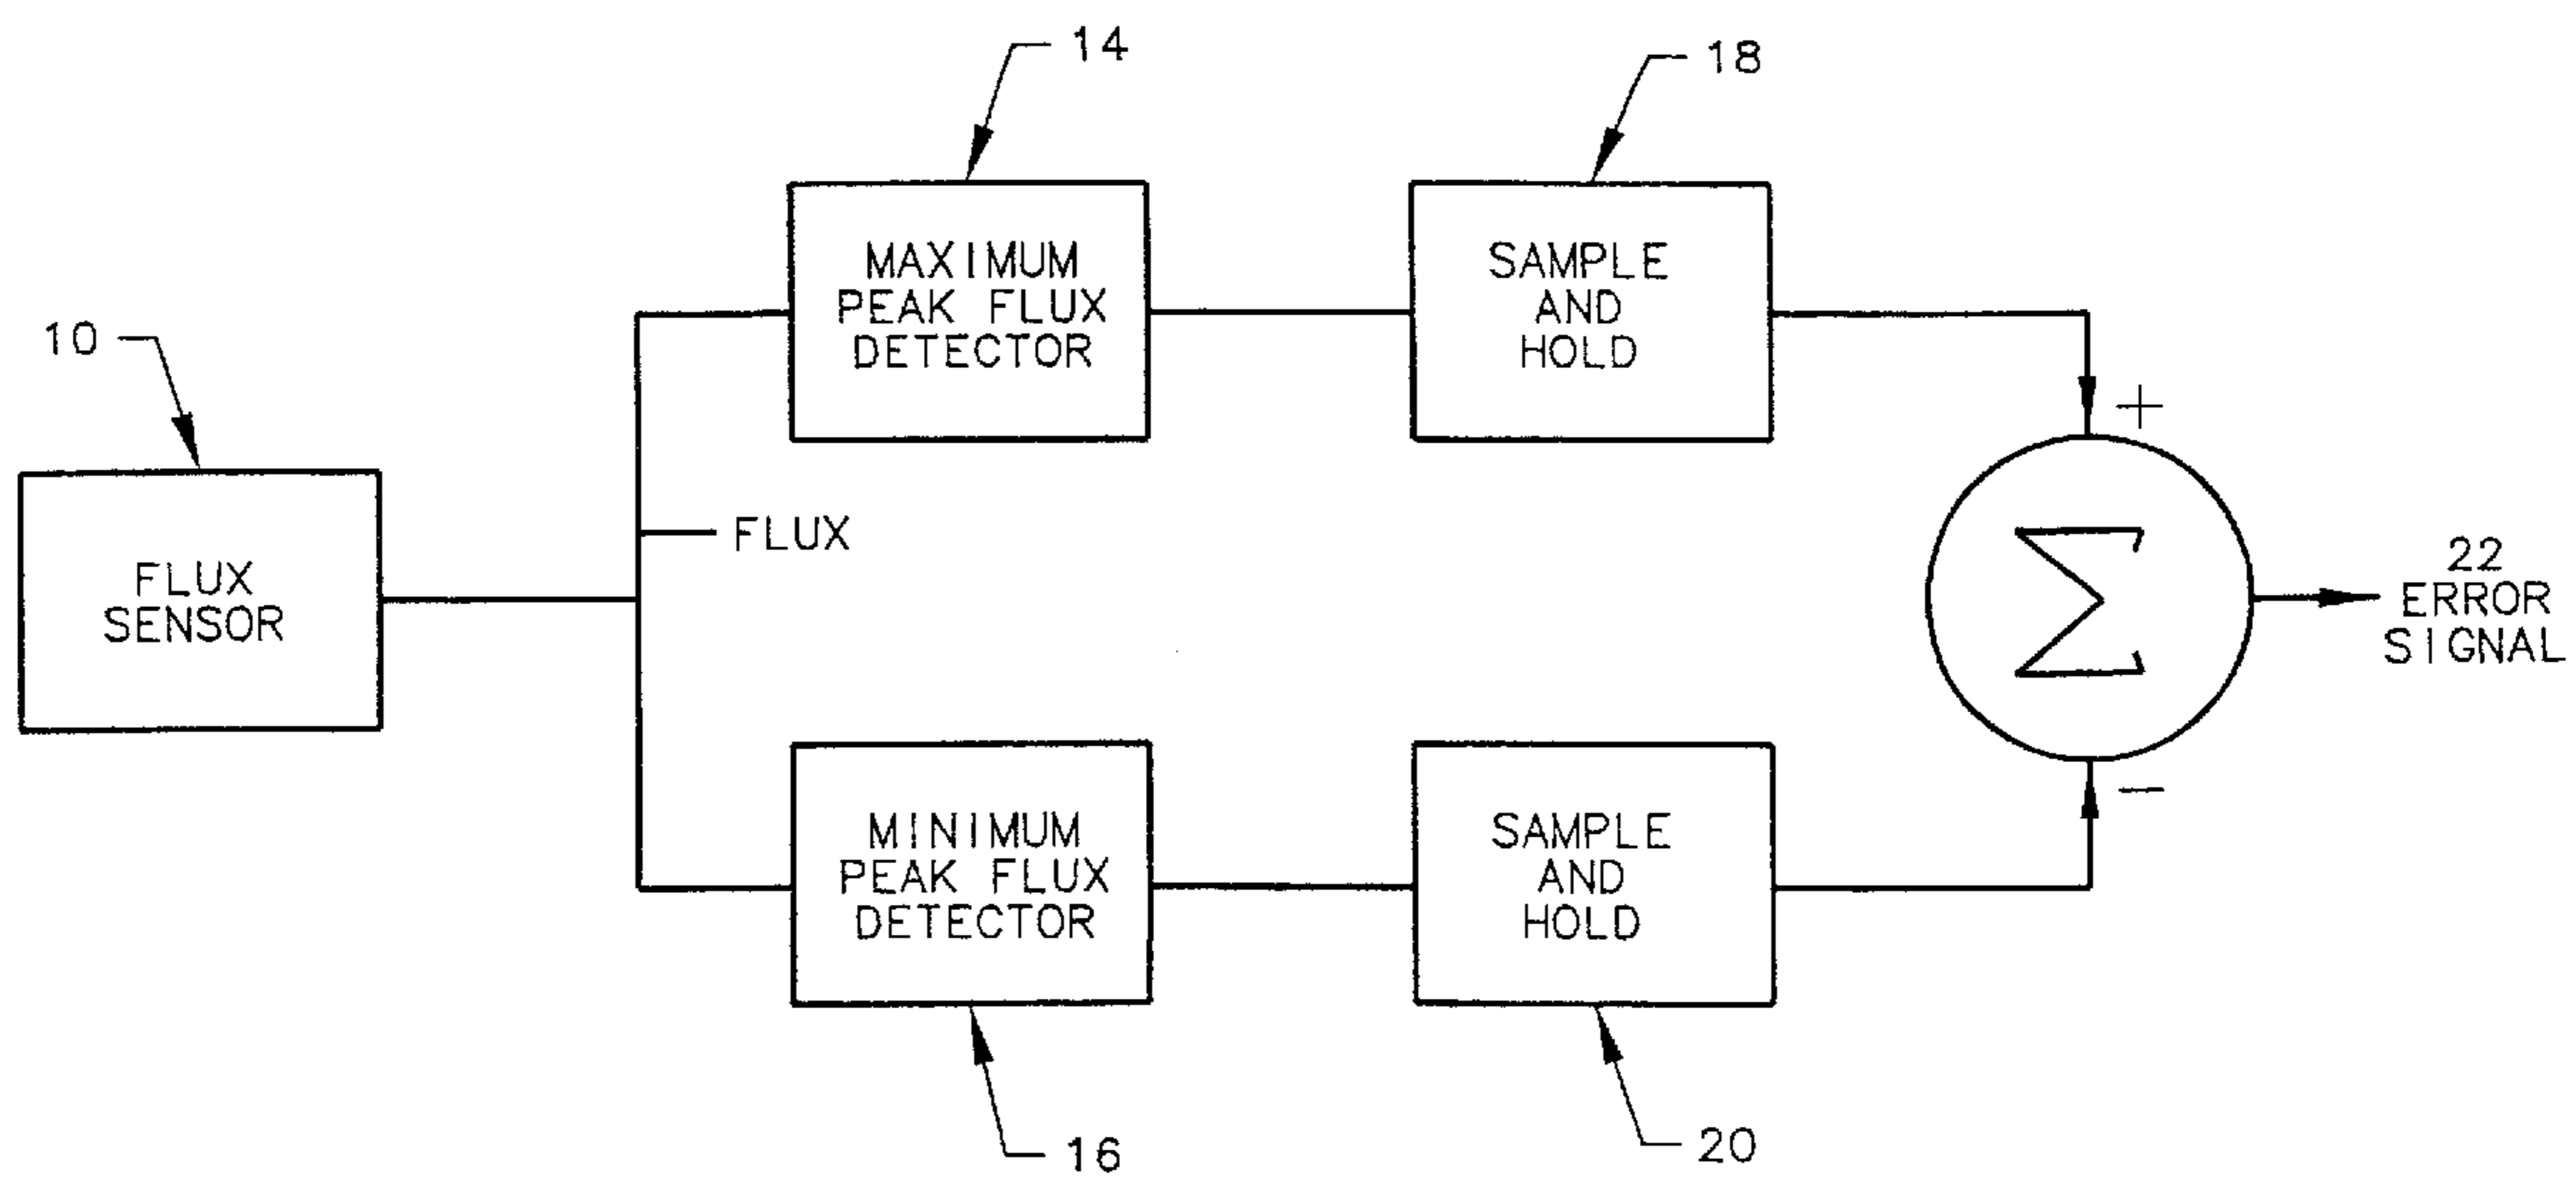 14
18
10
MAXIMUM
PEAK FLUX
DETECTOR
SAMPLE
AND
HOLD
+
FLUX
FLUX
SENSOR
Σ
22
ERROR
SIGNAL
−
MINIMUM
PEAK FLUX
DETECTOR
SAMPLE
AND
HOLD
16
20